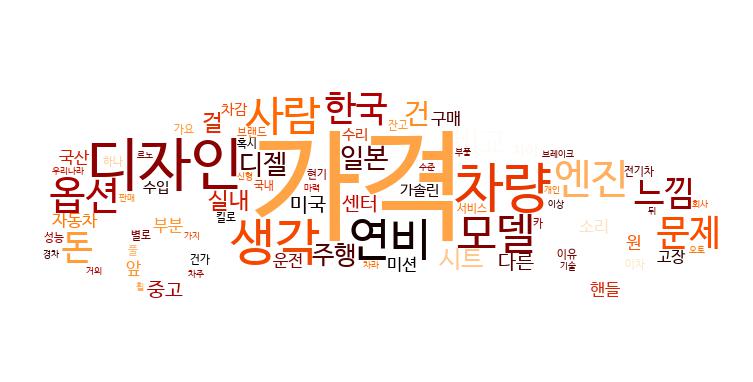 한국
사람
차감
건
구매
걸
가요
브랜드
수리
잔고
국산
우리나라
하나
르노
디자인
혹시
디젤
가격
일본
수준
부품
브레이크
옵션
수입
판매
신형
국내
실내
현기
마력
미국
가솔린
센터
차량
서비스
엔진
개인
이상
전기차
느낌
뒤
회사
자동차
부분
가지
킬로
생각
연비
모델
카
소리
원
문제
오토
성능
경차
돈
별로
풀
앞
거의
휠
중고
건가
차주
운전
주행
차라
미션
시트
다른
이유
기술
이차
고장
핸들